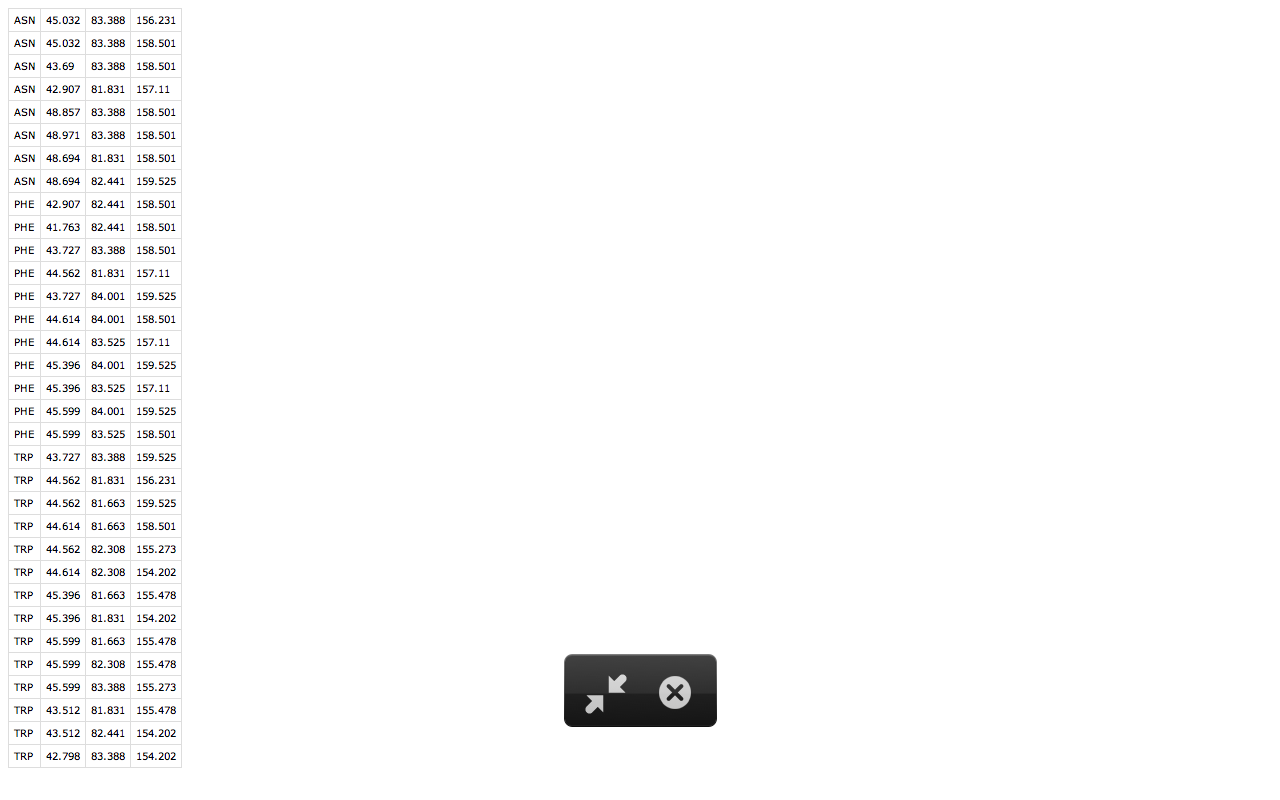 ASN 45.032 83.388 156.231
ASN 45.032 83.388 158.501
ASN 43.69 83.388 158.501
ASN 42.907 81.831 157.11
ASN 48.857 83.388 158.501
ASN 48.971 83.388 158.501
ASN 48.694 81.831 158.501
ASN 48.694 82.441 159.525
PHE 42.907 82.441 158.501
PHE 41.763 82.441 158.501
PHE 43.727 83.388 158.501
PHE 44.562 81.831 157.11
PHE 43.727 84.001 159.525
PHE 44.614 84.001 158.501
PHE 44.614 83.525 157.11
PHE 45.396 84.001 159.525
PHE 45.396 83.525 157.11
PHE 45.599 84.001 159.525
PHE 45.599 83.525 158.501
TRP 43.727 83.388 159.525
TRP 44.562 81.831 156.231
TRP 44.562 81.663 159.525
TRP 44.614 81.663 158.501
TRP 44.562 82.308 155.273
TRP 44.614 82.308 154.202
TRP 45.396 81.663 155.478
TRP 45.396 81.831 154.202
TRP 45.599 81.663 155.478
TRP 45.599 82.308 155.478
TRP 45.599 83.388 155.273
TRP 43.512 81.831 155.478
TRP 43.512 82.441 154.202
TRP 42.798 83.388 154.202